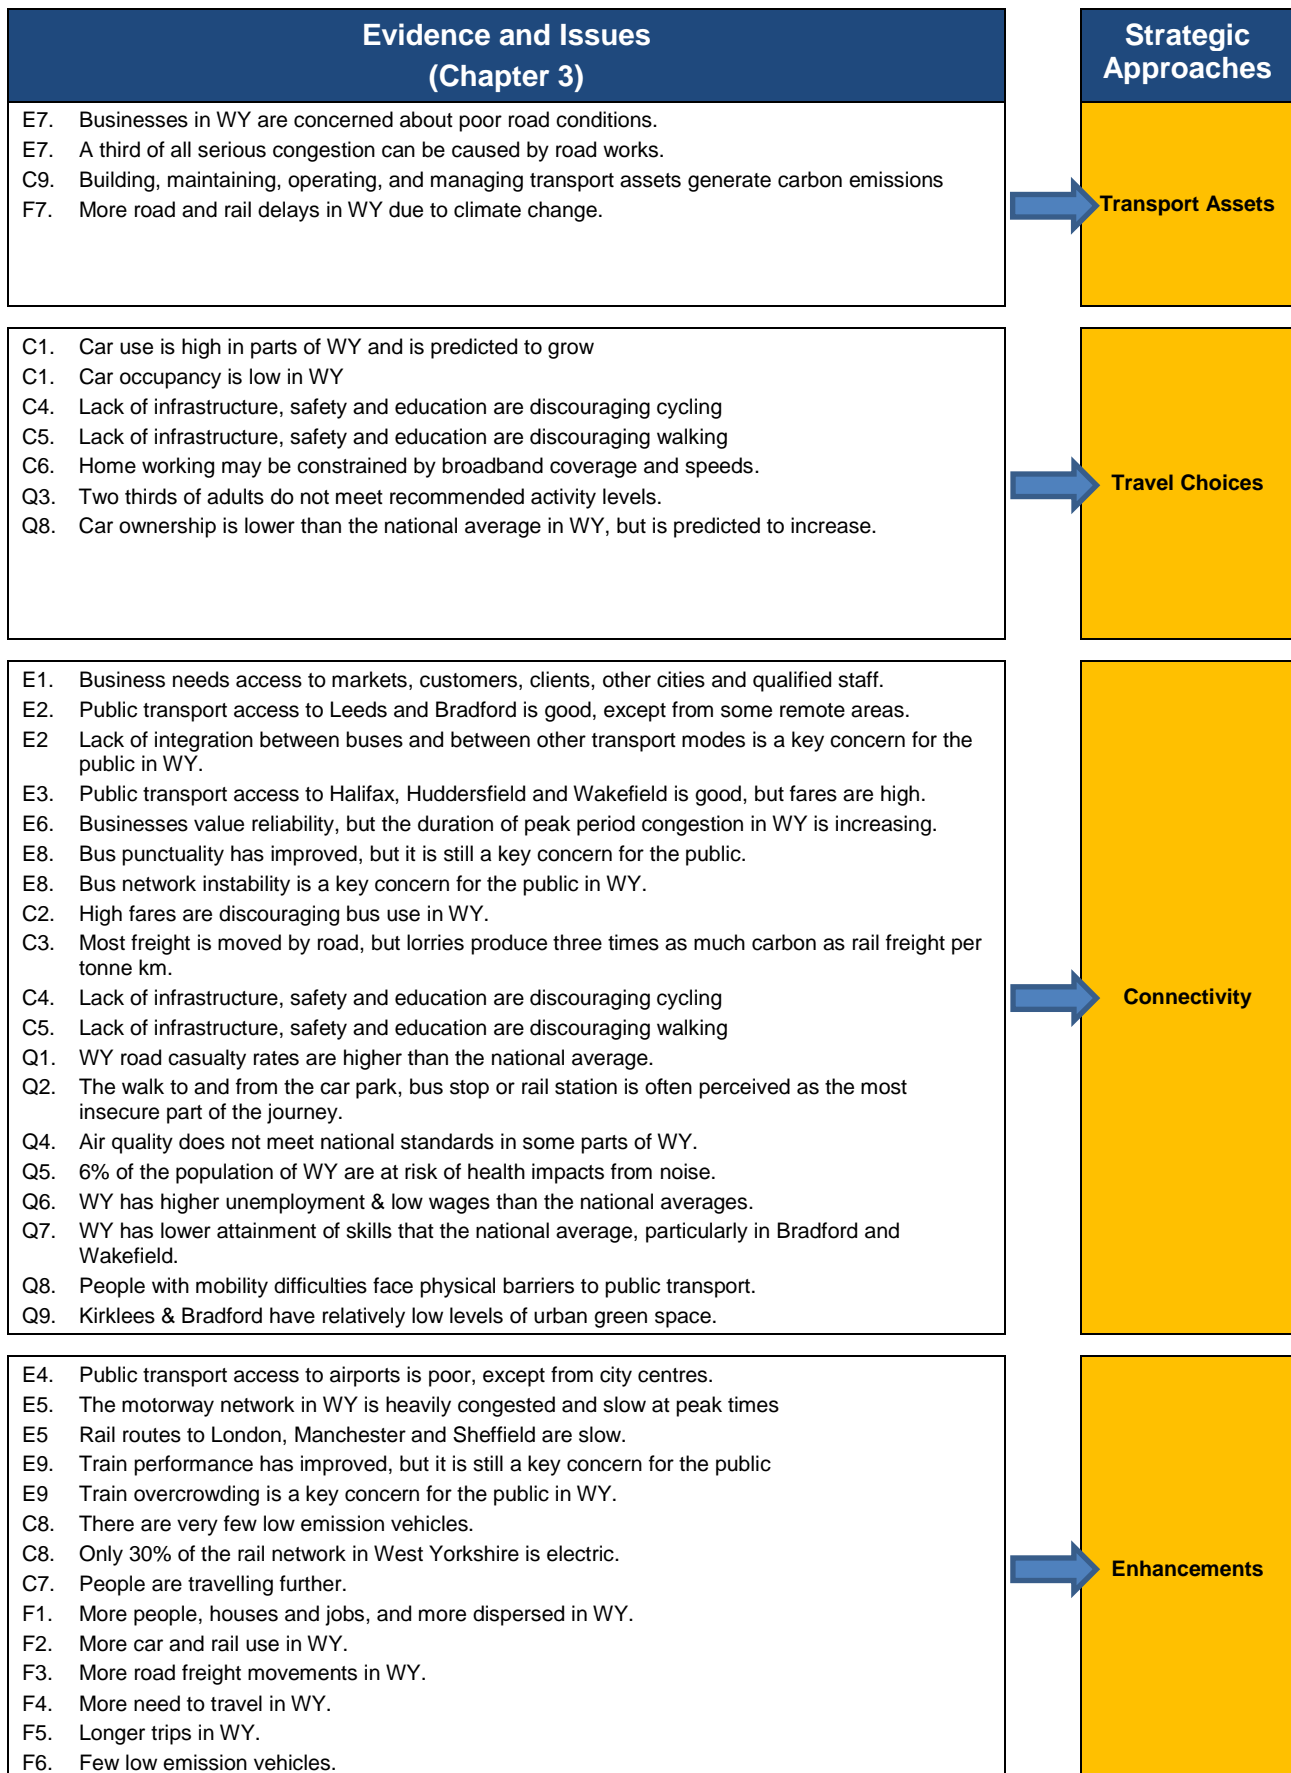 Evidence and Issues
(Chapter 3)
Strategic
Approaches
E7. Businesses in WY are concerned about poor road conditions.
E7. A third of all serious congestion can be caused by road works.
C9. Building, maintaining, operating, and managing transport assets generate carbon emissions
F7. More road and rail delays in WY due to climate change.
Transport Assets
C1. Car use is high in parts of WY and is predicted to grow
C1. Car occupancy is low in WY
C4. Lack of infrastructure, safety and education are discouraging cycling
C5. Lack of infrastructure, safety and education are discouraging walking
C6. Home working may be constrained by broadband coverage and speeds.
Q3. Two thirds of adults do not meet recommended activity levels.
Q8. Car ownership is lower than the national average in WY, but is predicted to increase.
Travel Choices
E1. Business needs access to markets, customers, clients, other cities and qualified staff.
E2. Public transport access to Leeds and Bradford is good, except from some remote areas.
E2 Lack of integration between buses and between other transport modes is a key concern for the
public in WY.
E3. Public transport access to Halifax, Huddersfield and Wakefield is good, but fares are high.
E6. Businesses value reliability, but the duration of peak period congestion in WY is increasing.
E8. Bus punctuality has improved, but it is still a key concern for the public.
E8. Bus network instability is a key concern for the public in WY.
C2. High fares are discouraging bus use in WY.
C3. Most freight is moved by road, but lorries produce three times as much carbon as rail freight per
tonne km.
C4. Lack of infrastructure, safety and education are discouraging cycling
C5. Lack of infrastructure, safety and education are discouraging walking
Q1. WY road casualty rates are higher than the national average.
Q2. The walk to and from the car park, bus stop or rail station is often perceived as the most
insecure part of the journey.
Q4. Air quality does not meet national standards in some parts of WY.
Q5. 6% of the population of WY are at risk of health impacts from noise.
Q6. WY has higher unemployment & low wages than the national averages.
Q7. WY has lower attainment of skills that the national average, particularly in Bradford and
Wakefield.
Q8. People with mobility difficulties face physical barriers to public transport.
Q9. Kirklees & Bradford have relatively low levels of urban green space.
Connectivity
E4. Public transport access to airports is poor, except from city centres.
E5. The motorway network in WY is heavily congested and slow at peak times
E5 Rail routes to London, Manchester and Sheffield are slow.
E9. Train performance has improved, but it is still a key concern for the public
E9 Train overcrowding is a key concern for the public in WY.
C8. There are very few low emission vehicles.
C8. Only 30% of the rail network in West Yorkshire is electric.
C7. People are travelling further.
F1. More people, houses and jobs, and more dispersed in WY.
F2. More car and rail use in WY.
F3. More road freight movements in WY.
F4. More need to travel in WY.
F5. Longer trips in WY.
F6. Few low emission vehicles.
Enhancements